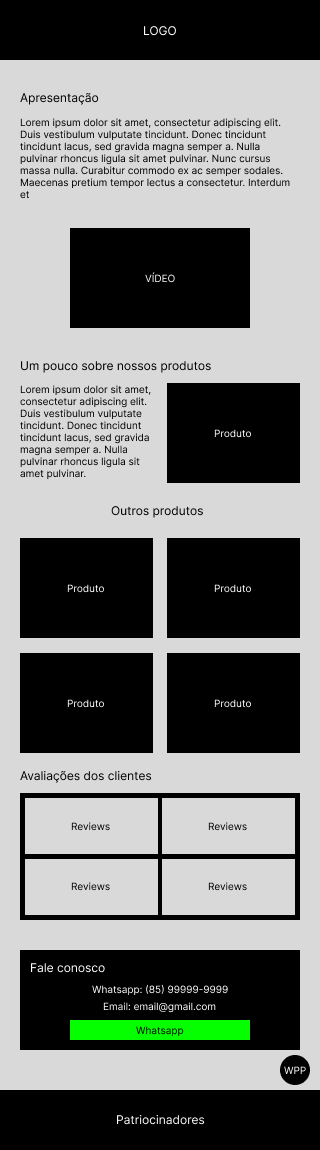 LOGO
Apresentação
Lorem ipsum dolor sit amet, consectetur adipiscing elit.
Duis vestibulum vulputate tincidunt. Donec tincidunt
tincidunt lacus, sed gravida magna semper a. Nulla
pulvinar rhoncus ligula sit amet pulvinar. Nunc cursus
massa nulla. Curabitur commodo ex ac semper sodales.
Maecenas pretium tempor lectus a consectetur. Interdum
et
VÍDEO
Um pouco sobre nossos produtos
Lorem ipsum dolor sit amet,
consectetur adipiscing elit.
Duis vestibulum vulputate
tincidunt. Donec tincidunt
tincidunt lacus, sed gravida
magna semper a. Nulla
pulvinar rhoncus ligula sit
amet pulvinar.
Produto
Outros produtos
Produto
Produto
Produto
Produto
Avaliações dos clientes
Reviews
Reviews
Reviews
Reviews
Fale conosco
Whatsapp: (85) 99999-9999
Email: email@gmail.com
Whatsapp
WPP
Patriocinadores